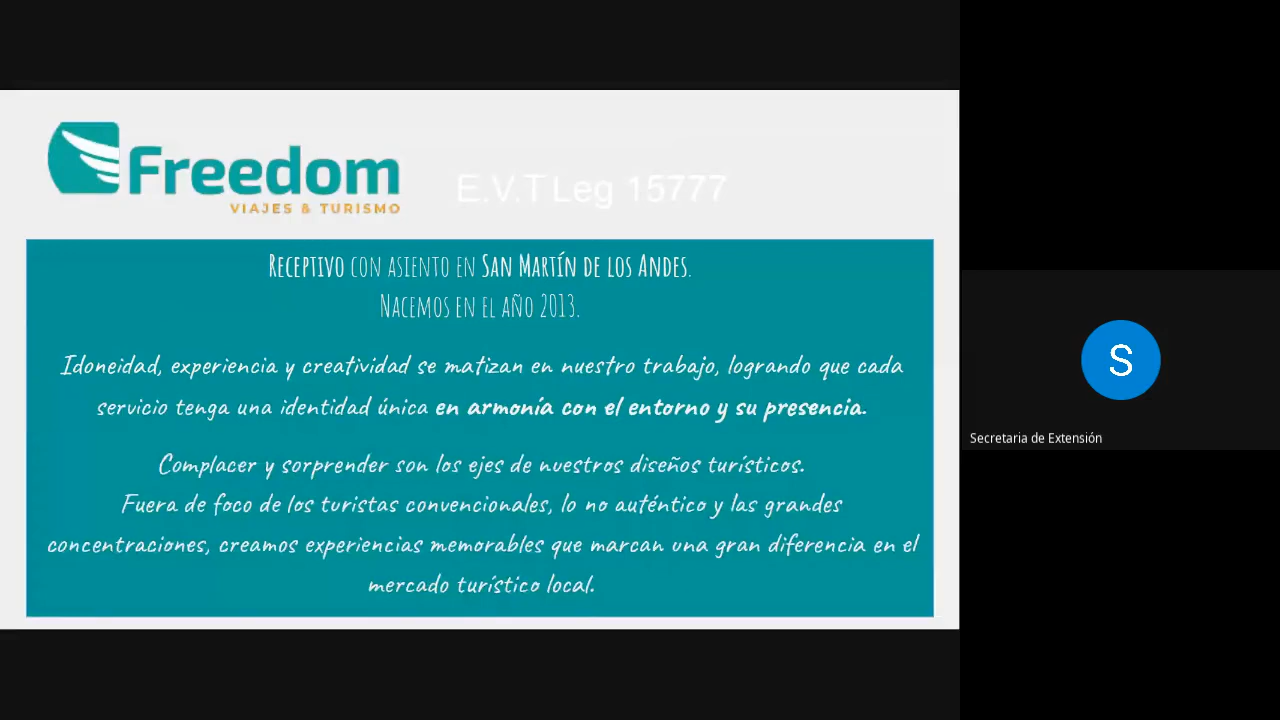 Freedom
VIAJES & TURISMO
E.V.T Leg 15777
Receptivo con asiento en San Martín de los Andes.
Nacemos en el año 2013.
Idoneidad, experiencia y creatividad se matizan en nuestro trabajo, logrando que cada
servicio tenga una identidad única en armonía con el entorno y su presencia.
Complacer y sorprender son los ejes de nuestros diseños turísticos.
Fuera de foco de los turistas convencionales, lo no auténtico y las grandes
concentraciones, creamos experiencias memorables que marcan una gran diferencia en el
mercado turístico local.
S
Secretaria de Extensión